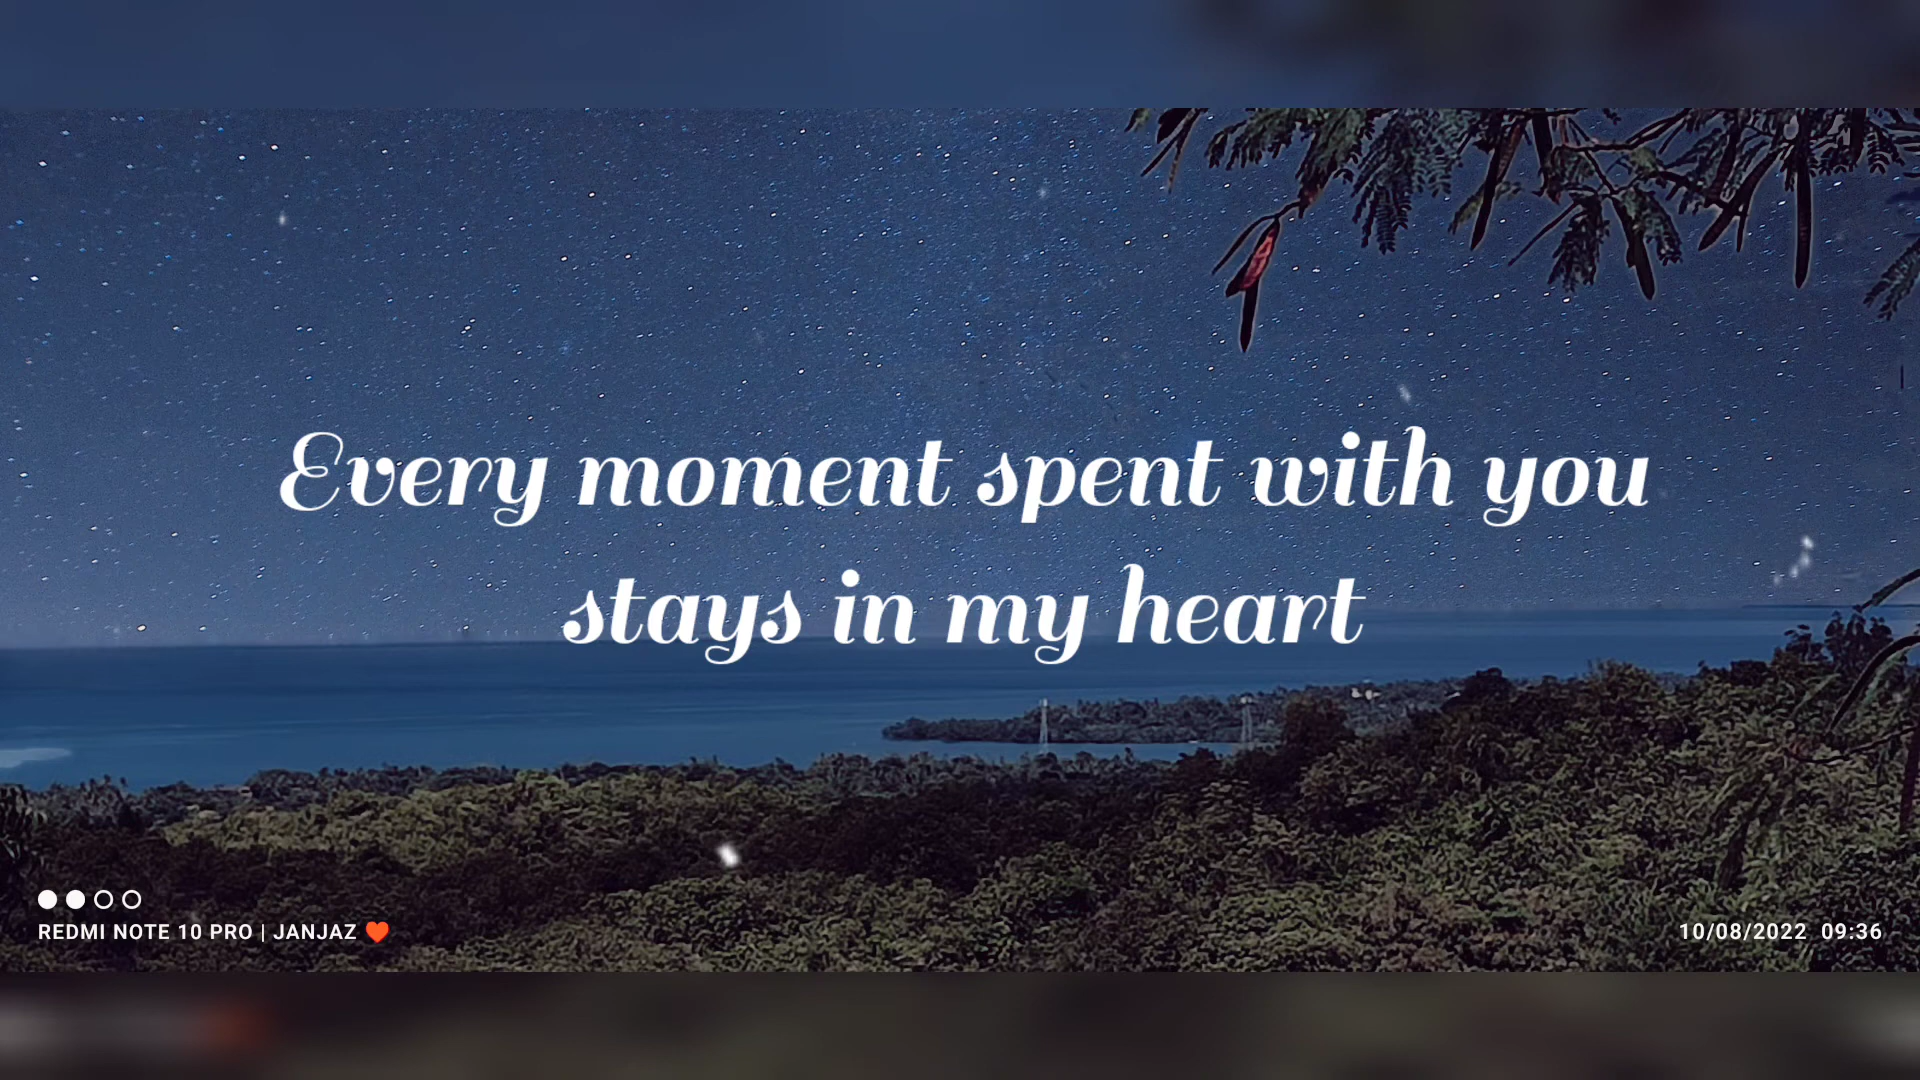 Every moment spent with you
stays in my heart
REDMI NOTE 10 PRO | JANJAZ ❤️
10/08/2022 09:36